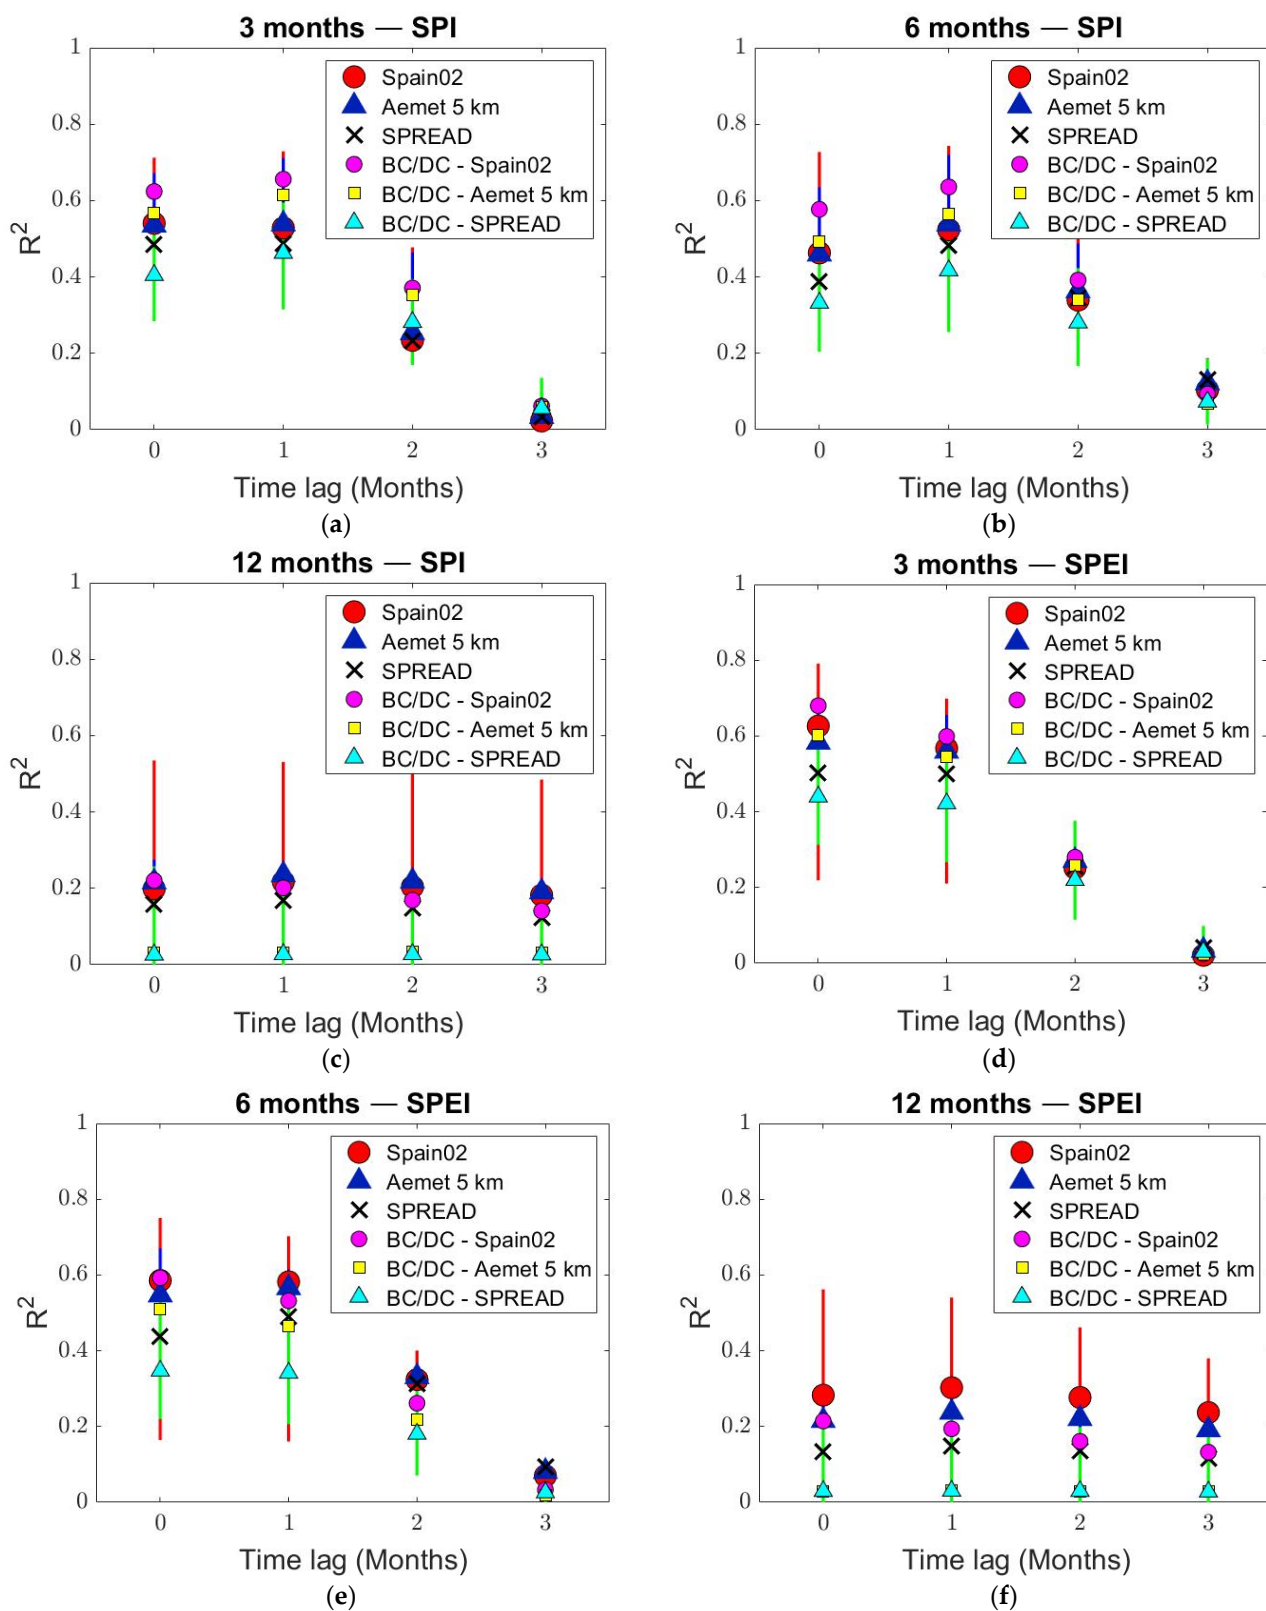 3 months — SPI
1
0.8
0.6
0.4
0.2
0
R2
Spain02
Aemet 5 km
SPREAD
BC/DC - Spain02
BC/DC - Aemet 5 km
BC/DC - SPREAD
0 1 2 3
Time lag (Months)
(a)
6 months — SPI
1
0.8
0.6
0.4
0.2
0
R2
Spain02
Aemet 5 km
SPREAD
BC/DC - Spain02
BC/DC - Aemet 5 km
BC/DC - SPREAD
0 1 2 3
Time lag (Months)
(b)
12 months — SPI
1
0.8
0.6
0.4
0.2
0
R2
Spain02
Aemet 5 km
SPREAD
BC/DC - Spain02
BC/DC - Aemet 5 km
BC/DC - SPREAD
0 1 2 3
Time lag (Months)
(c)
3 months — SPEI
1
0.8
0.6
0.4
0.2
0
R2
Spain02
Aemet 5 km
SPREAD
BC/DC - Spain02
BC/DC - Aemet 5 km
BC/DC - SPREAD
0 1 2 3
Time lag (Months)
(d)
6 months — SPEI
1
0.8
0.6
0.4
0.2
0
R2
Spain02
Aemet 5 km
SPREAD
BC/DC - Spain02
BC/DC - Aemet 5 km
BC/DC - SPREAD
0 1 2 3
Time lag (Months)
(e)
12 months — SPEI
1
0.8
0.6
0.4
0.2
0
R2
Spain02
Aemet 5 km
SPREAD
BC/DC - Spain02
BC/DC - Aemet 5 km
BC/DC - SPREAD
0 1 2 3
Time lag (Months)
(f)